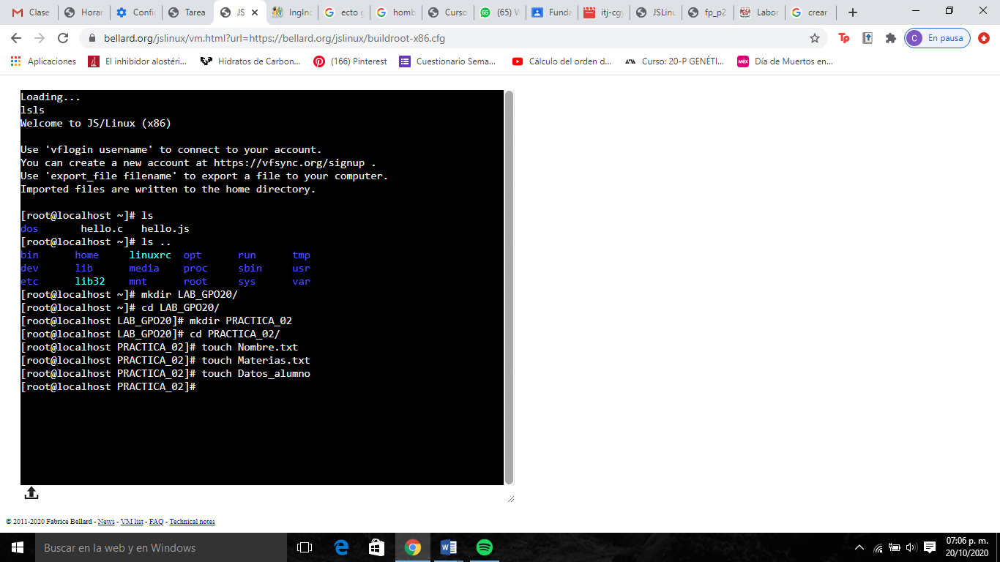 Clase
Horar
Config
Tarea
JS
IngInc
ecto g
homb
Curso
(65) W
Funda
itj-cgy
JSLinu
fp_p2
Labor
crear
bellard.org/jslinux/vm.html?url=https://bellard.org/jslinux/buildroot-x86.cfg
Tp
C En pausa
Aplicaciones
El inhibidor alostéri...
Hidratos de Carbon...
(166) Pinterest
Cuestionario Sema...
Cálculo del orden d...
Curso: 20-P GENÉTI...
Día de Muertos en...
Loading...
lsls
Welcome to JS/Linux (x86)
Use 'vflogin username' to connect to your account.
You can create a new account at https://vfsync.org/signup .
Use 'export_file filename' to export a file to your computer.
Imported files are written to the home directory.
[root@localhost ~]# ls
dos hello.c hello.js
[root@localhost ~]# ls ..
bin home linuxrc opt run tmp
dev lib media proc sbin usr
etc lib32 mnt root sys var
[root@localhost ~]# mkdir LAB_GPO20/
[root@localhost ~]# cd LAB_GPO20/
[root@localhost LAB_GPO20]# mkdir PRACTICA_02
[root@localhost LAB_GPO20]# cd PRACTICA_02/
[root@localhost PRACTICA_02]# touch Nombre.txt
[root@localhost PRACTICA_02]# touch Materias.txt
[root@localhost PRACTICA_02]# touch Datos_alumno
[root@localhost PRACTICA_02]#
© 2011-2020 Fabrice Bellard - News - VM list - FAQ - Technical notes
Buscar en la web y en Windows
07:06 p. m.
20/10/2020